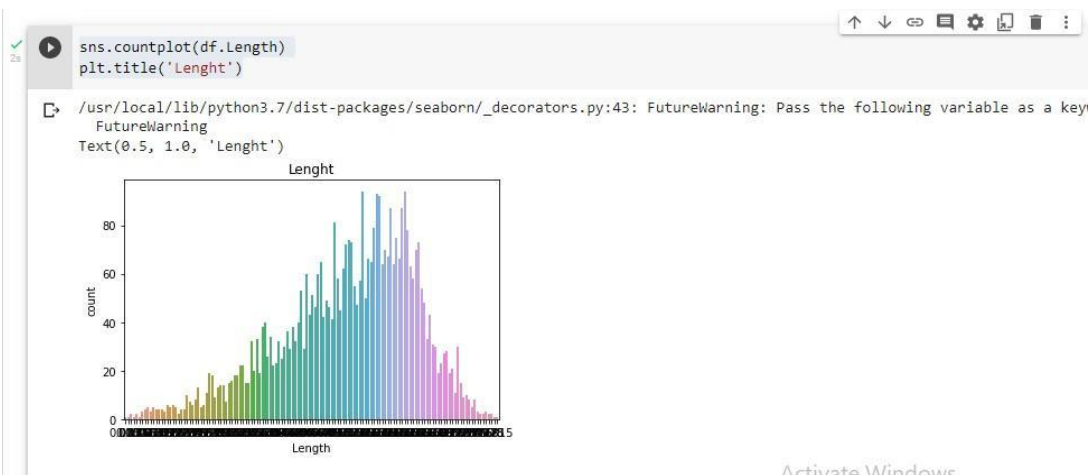 2s
sns.countplot(df.Length)
plt.title('Lenght')
/usr/local/lib/python3.7/dist-packages/seaborn/_decorators.py:43: FutureWarning: Pass the following variable as a
FutureWarning
Text(0.5, 1.0, 'Lenght')
Lenght
80
60
40
20
0
count
Length
Activate Windows